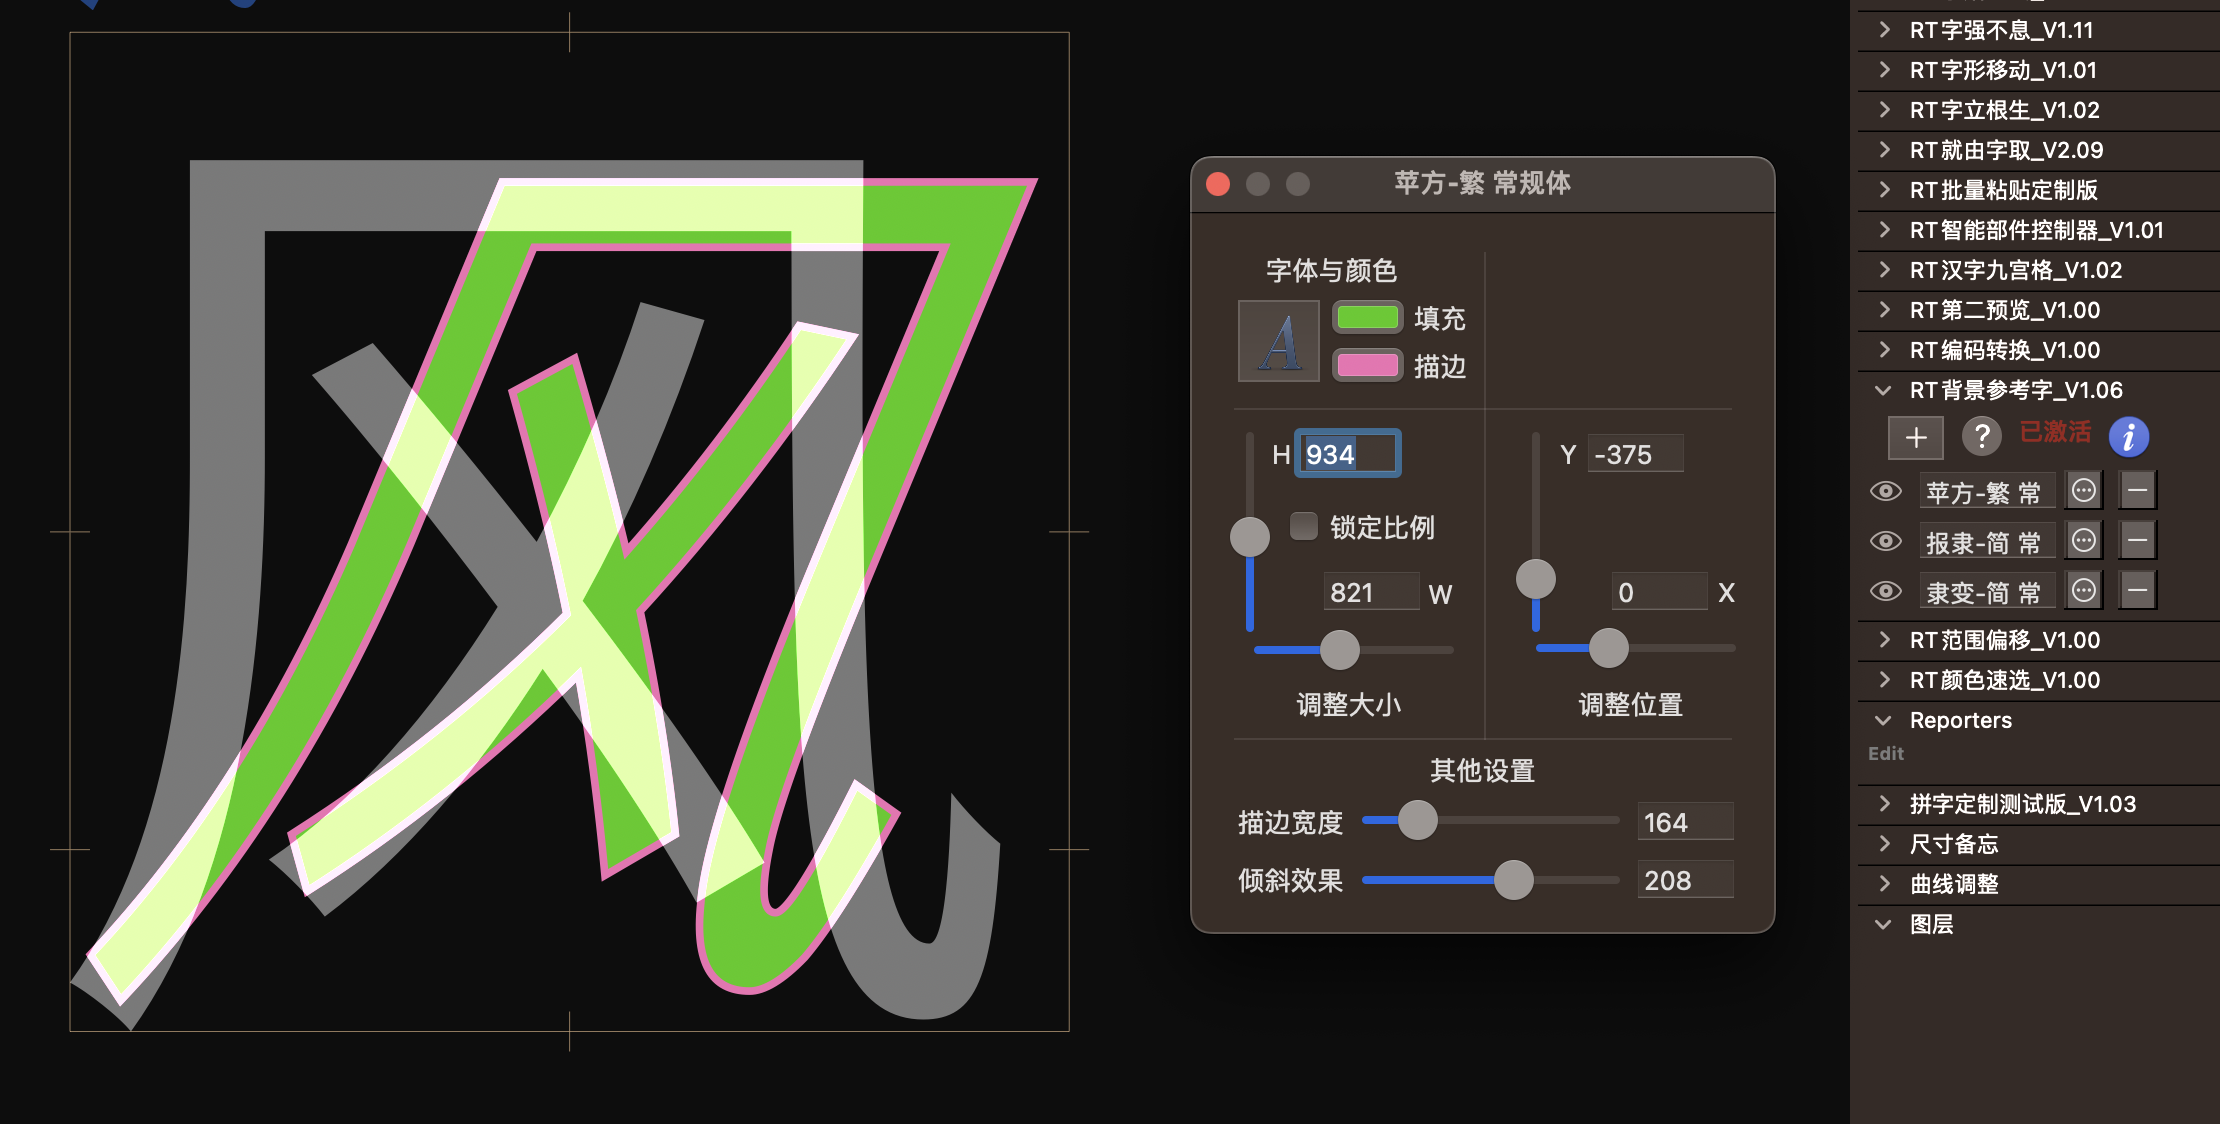 风
苹方-繁 常规体
字体与颜色
A
填充
描边
H 934
Y -375
锁定比例
821 W
0 X
调整大小
调整位置
其他设置
描边宽度 164
倾斜效果 208
RT字强不息_V1.11
RT字形移动_V1.01
RT字立根生_V1.02
RT就由字取_V2.09
RT批量粘贴定制版
RT智能部件控制器_V1.01
RT汉字九宫格_V1.02
RT第二预览_V1.00
RT编码转换_V1.00
RT背景参考字_V1.06
+ ? 已激活 i
苹方-繁 常
报隶-简 常
隶变-简 常
RT范围偏移_V1.00
RT颜色速选_V1.00
Reporters
Edit
拼字定制测试版_V1.03
尺寸备忘
曲线调整
图层